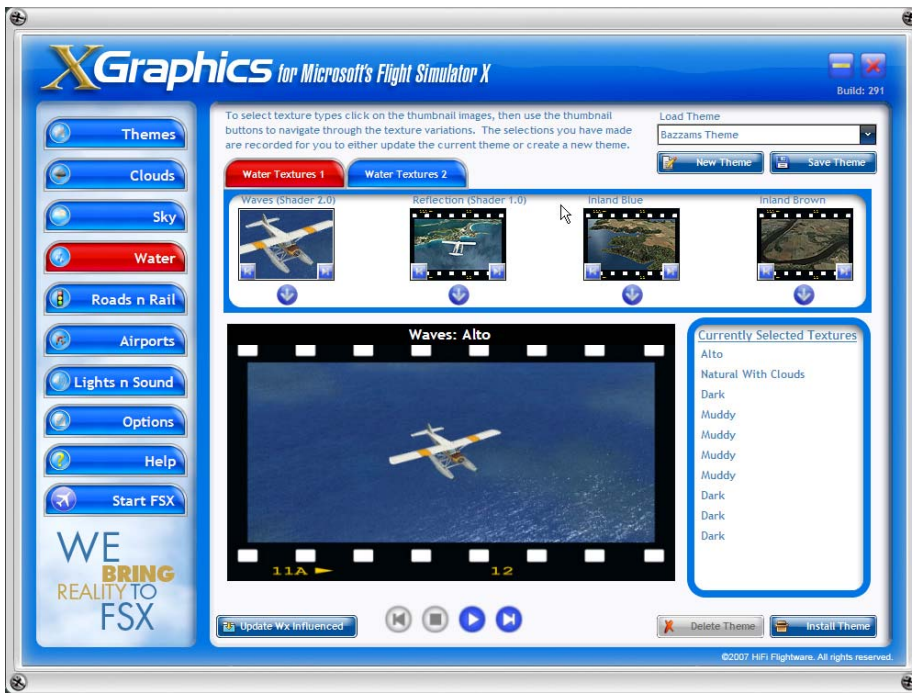 XGraphics for Microsoft's Flight Simulator X
Build: 291
Themes
Clouds
Sky
Water
Roads n Rail
Airports
Lights n Sound
Options
Help
Start FSX
WE
BRING
REALITY TO
FSX
To select texture types click on the thumbnail images, then use the thumbnail
buttons to navigate through the texture variations. The selections you have made
are recorded for you to either update the current theme or create a new theme.
Load Theme
Bazzams Theme
New Theme
Save Theme
Water Textures 1
Water Textures 2
Waves (Shader 2.0)
Reflection (Shader 1.0)
Inland Blue
Inland Brown
Waves: Alto
11A
12
Currently Selected Textures
Alto
Natural With Clouds
Dark
Muddy
Muddy
Muddy
Muddy
Dark
Dark
Dark
Update Wx Influenced
Delete Theme
Install Theme
©2007 HiFi Flightware. All rights reserved.